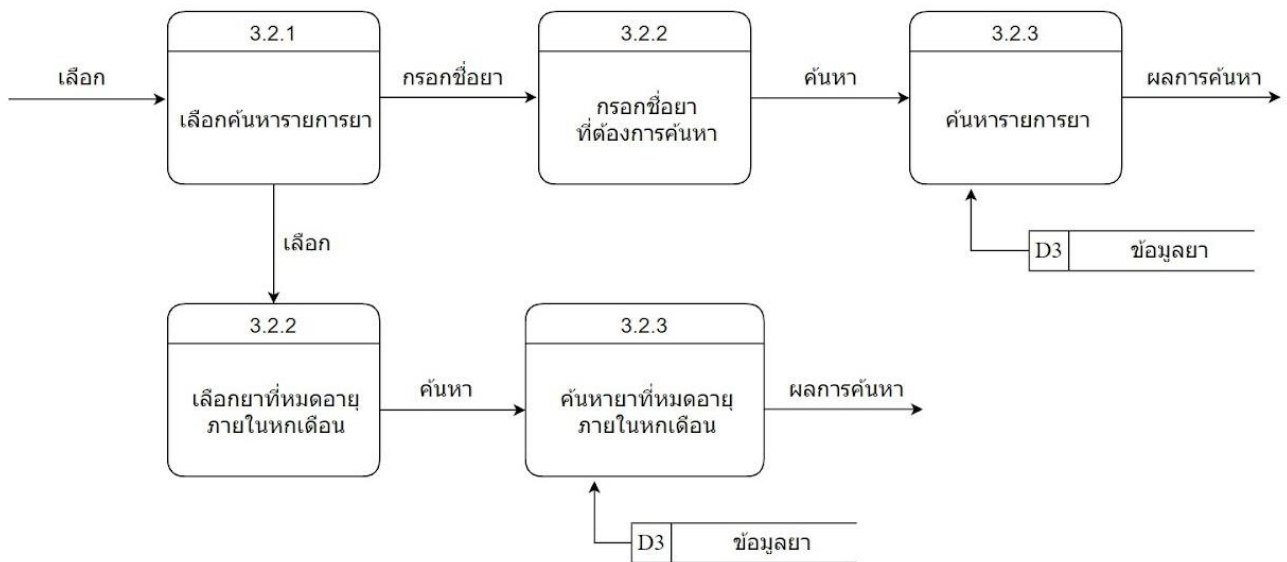 3.2.1
เลือกค้นหารายการยา
3.2.2
กรอกชื่อยา
ที่ต้องการค้นหา
3.2.3
ค้นหารายการยา
เลือก
กรอกชื่อยา
ค้นหา
ผลการค้นหา
D3
ข้อมูลยา
เลือก
3.2.2
เลือกยาที่หมดอายุ
ภายในหกเดือน
ค้นหา
3.2.3
ค้นหายาที่หมดอายุ
ภายในหกเดือน
ผลการค้นหา
D3
ข้อมูลยา